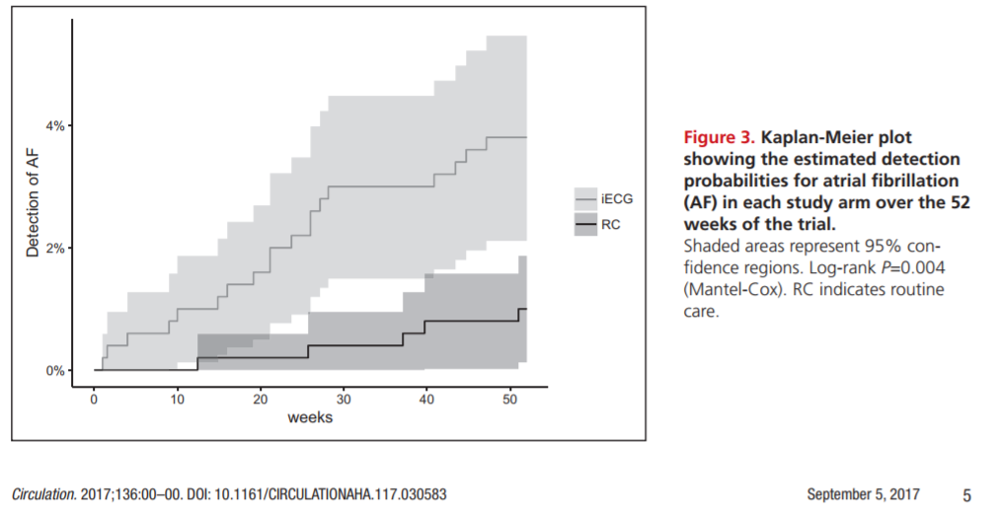 4%
2%
0%
Detection of AF
0 10 20 30 40 50
weeks
iECG
RC
Figure 3. Kaplan-Meier plot
showing the estimated detection
probabilities for atrial fibrillation
(AF) in each study arm over the 52
weeks of the trial.
Shaded areas represent 95% con-
fidence regions. Log-rank P=0.004
(Mantel-Cox). RC indicates routine
care.
Circulation. 2017;136:00–00. DOI: 10.1161/CIRCULATIONAHA.117.030583
September 5, 2017 5